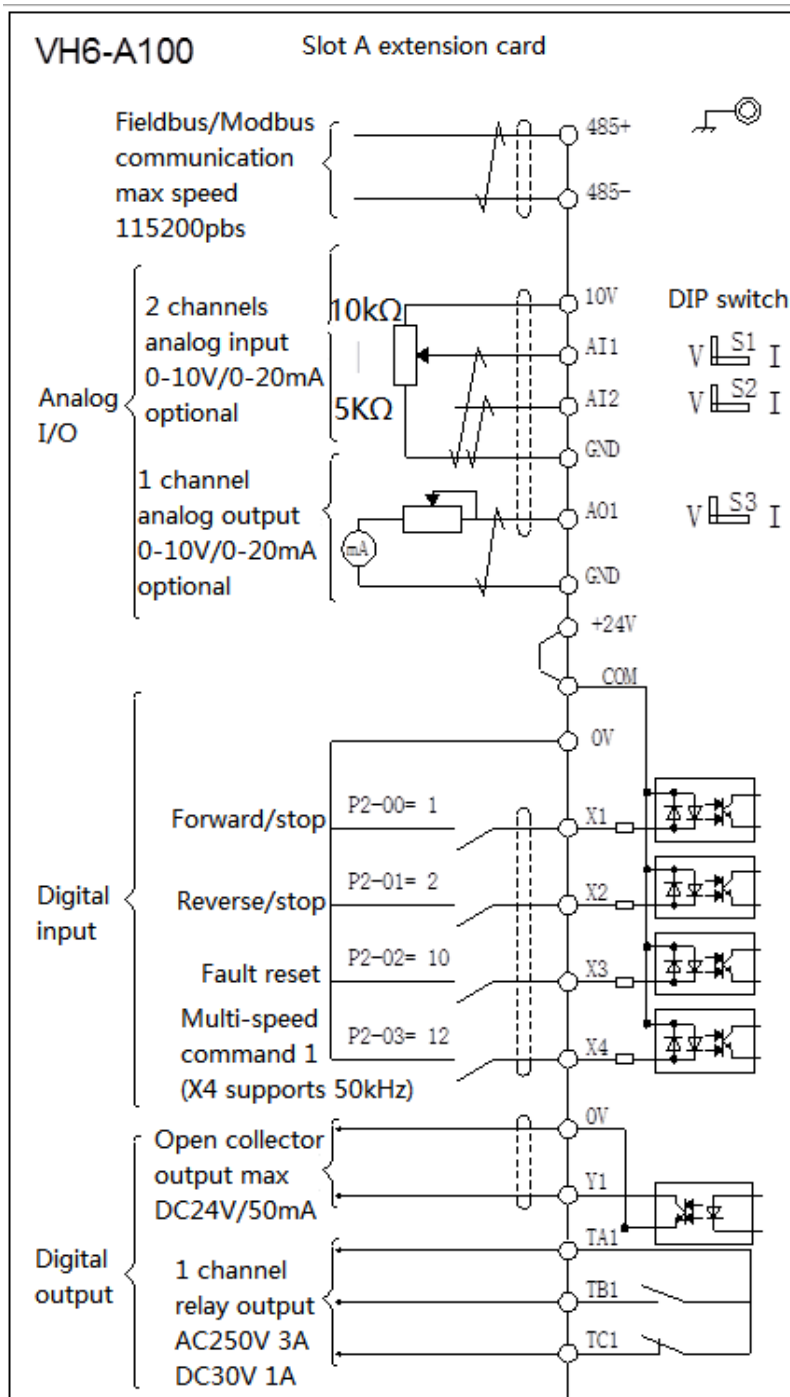 VH6-A100
Slot A extension card
Fieldbus/Modbus
communication
max speed
115200pbs
485+
485-
Analog
I/O
2 channels
analog input
0-10V/0-20mA
optional
10kΩ
5KΩ
10V
AI1
AI2
GND
DIP switch
V S1 I
V S2 I
1 channel
analog output
0-10V/0-20mA
optional
mA
AO1
GND
V S3 I
+24V
COM
0V
Digital
input
Forward/stop
P2-00= 1
X1
Reverse/stop
P2-01= 2
X2
Fault reset
P2-02= 10
X3
Multi-speed
command 1
(X4 supports 50kHz)
P2-03= 12
X4
Digital
output
Open collector
output max
DC24V/50mA
0V
Y1
1 channel
relay output
AC250V 3A
DC30V 1A
TA1
TB1
TC1